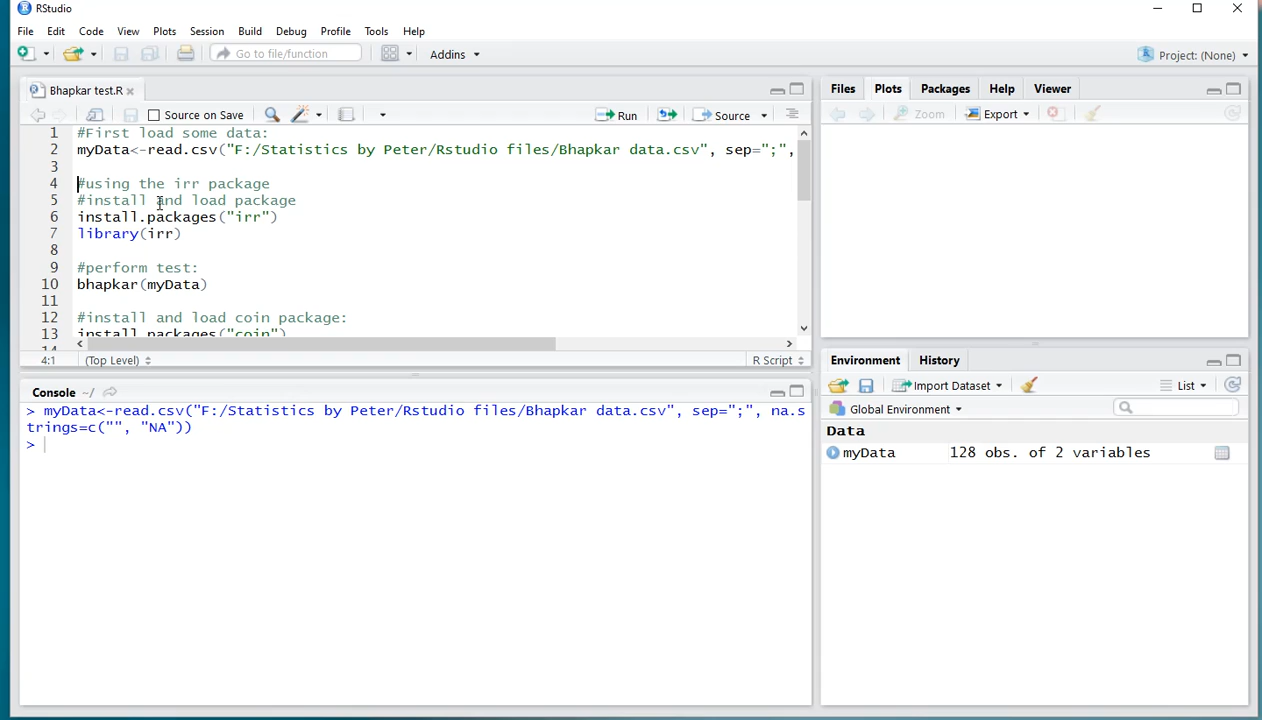 RStudio
File Edit Code View Plots Session Build Debug Profile Tools Help
Go to file/function Addins Project: (None)
Bhapkar test.R
Source on Save Run Source
1 #First load some data:
2 myData<-read.csv("F:/Statistics by Peter/Rstudio files/Bhapkar data.csv", sep=";",
3
4 #using the irr package
5 #install and load package
6 install.packages("irr")
7 library(irr)
8
9 #perform test:
10 bhapkar(myData)
11
12 #install and load coin package:
13 install.packages("coin")
14
4:1 (Top Level) R Script
Console ~/
> myData<-read.csv("F:/Statistics by Peter/Rstudio files/Bhapkar data.csv", sep=";", na.s
trings=c("", "NA"))
>
Files Plots Packages Help Viewer
Zoom Export
Environment History
Import Dataset List
Global Environment
Data
myData 128 obs. of 2 variables